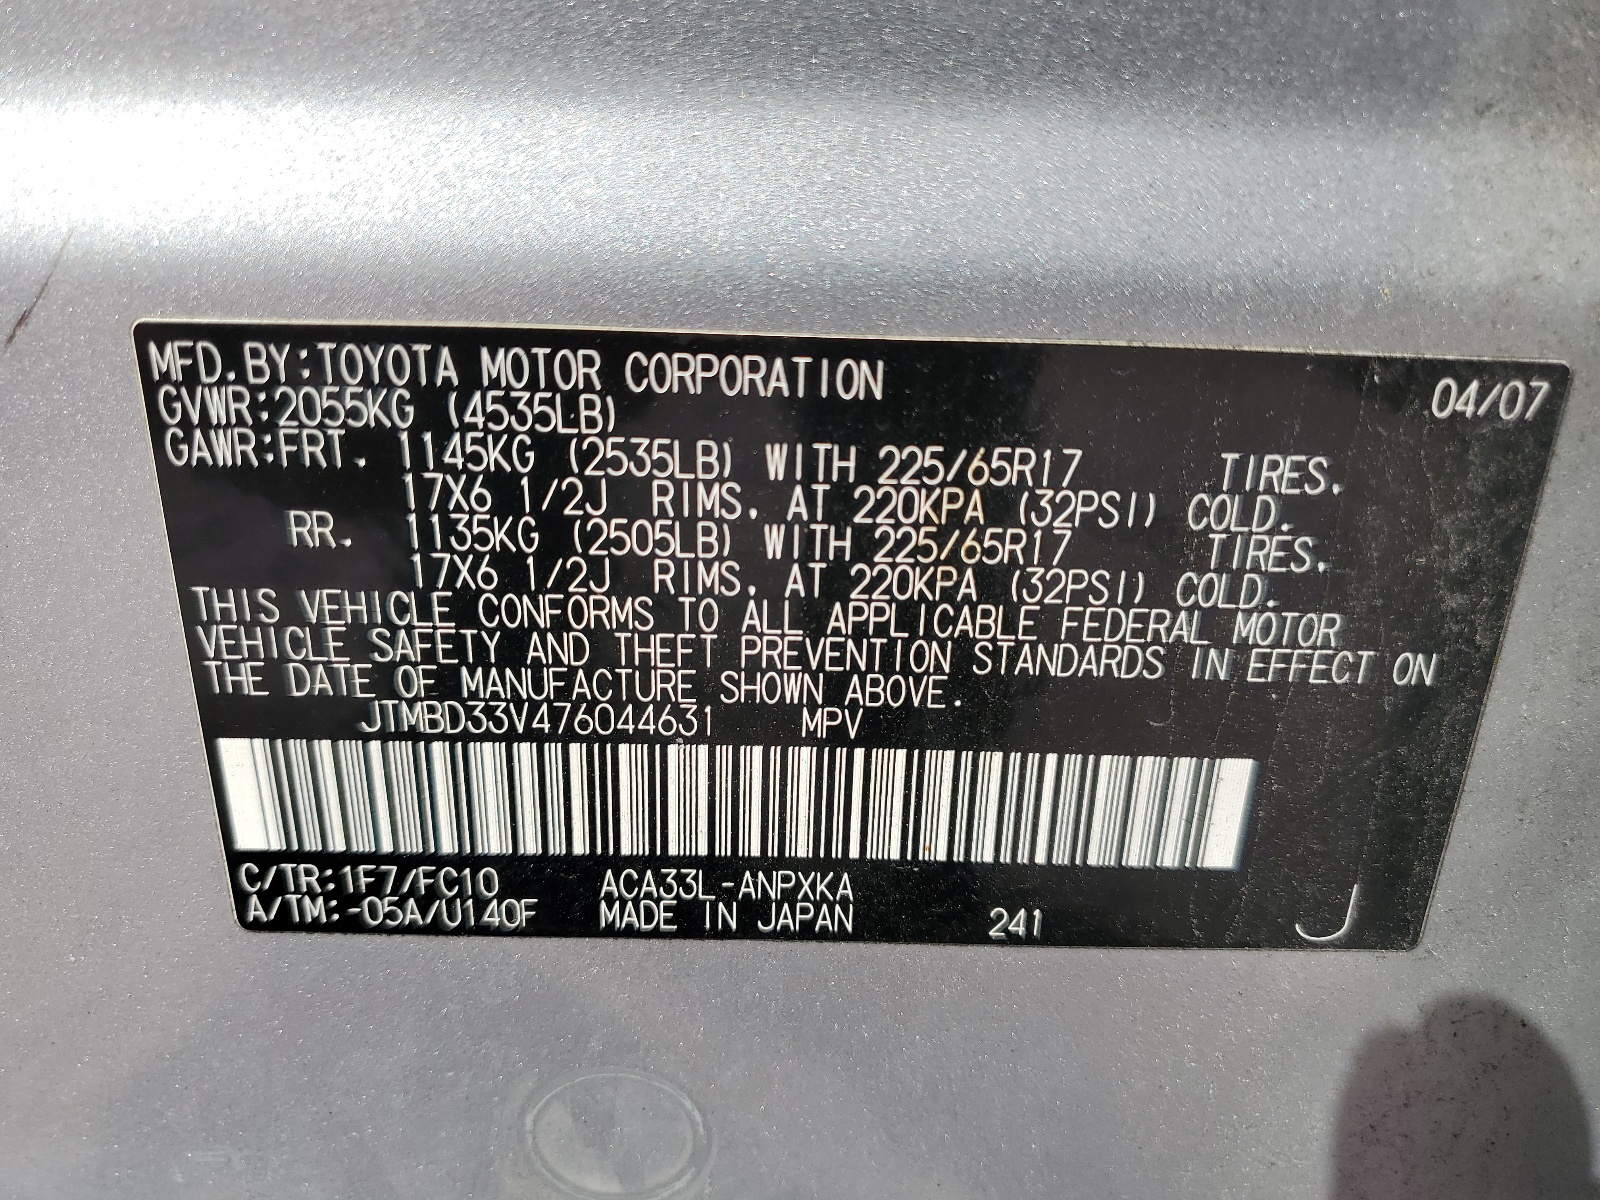 MFD.BY:TOYOTA MOTOR CORPORATION 04/07
GVWR:2055KG (4535LB)
GAWR:FRT. 1145KG (2535LB) WITH 225/65R17 TIRES.
17X6 1/2J RIMS, AT 220KPA (32PSI) COLD.
RR. 1135KG (2505LB) WITH 225/65R17 TIRES.
17X6 1/2J RIMS, AT 220KPA (32PSI) COLD.
THIS VEHICLE CONFORMS TO ALL APPLICABLE FEDERAL MOTOR
VEHICLE SAFETY AND THEFT PREVENTION STANDARDS IN EFFECT ON
THE DATE OF MANUFACTURE SHOWN ABOVE.
JTMBD33V476044631 MPV
C/TR:1F7/FC10 ACA33L-ANPXKA
A/TM:-05A/U140F MADE IN JAPAN 241 J